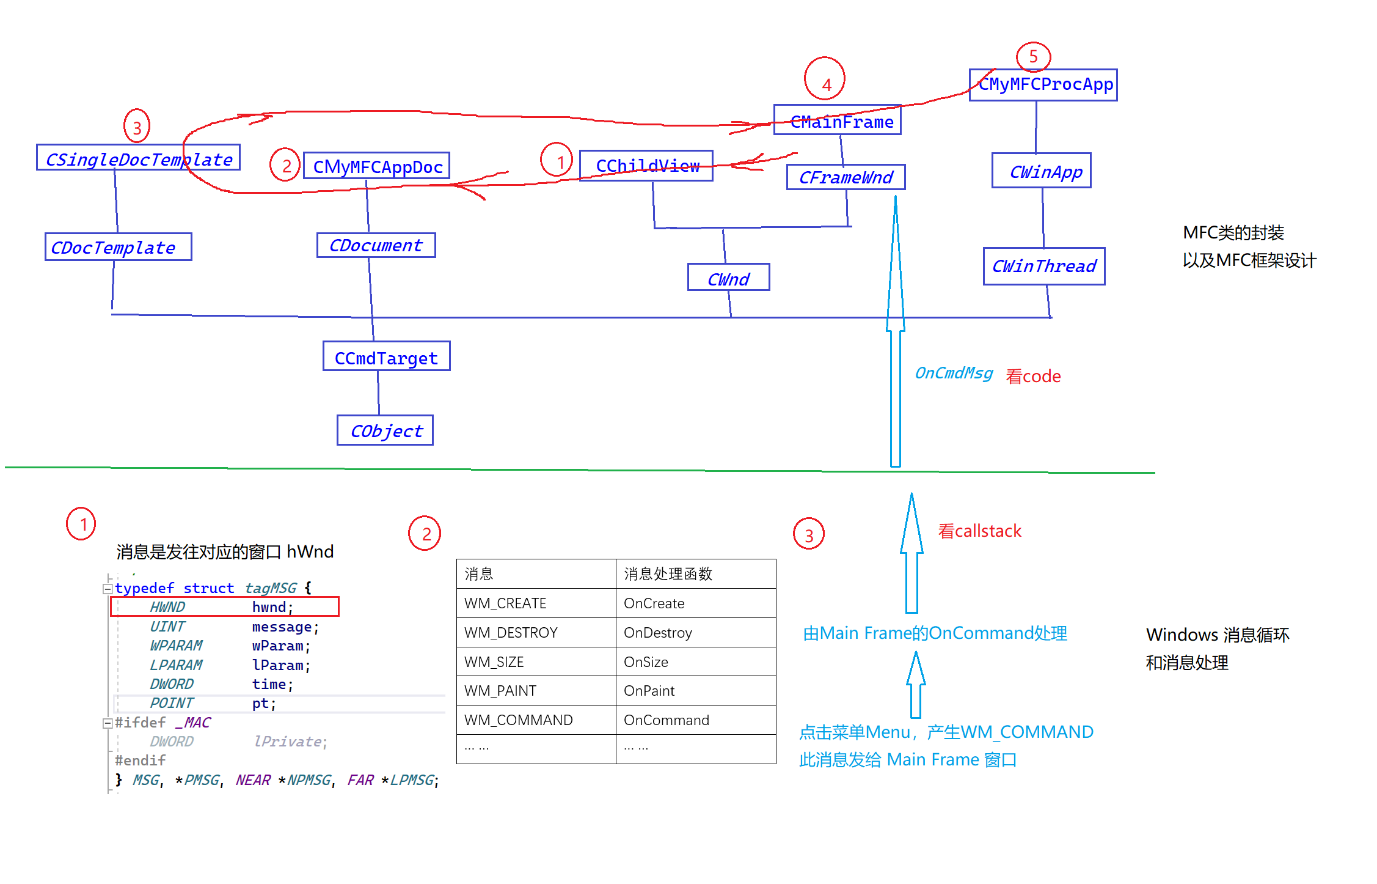 ⑤
④
CMyMFCProcApp
③
CMainFrame
CSingleDocTemplate
②
CMyMFCAppDoc
①
CChildView
CFrameWnd
CWinApp
CDocTemplate
CDocument
CWnd
CWinThread
MFC类的封装
以及MFC框架设计
CCmdTarget
OnCmdMsg 看code
CObject
①
消息是发往对应的窗口 hWnd
typedef struct tagMSG {
HWND hwnd;
UINT message;
WPARAM wParam;
LPARAM lParam;
DWORD time;
POINT pt;
#ifdef _MAC
DWORD lPrivate;
#endif
} MSG, *PMSG, NEAR *NPMSG, FAR *LPMSG;
②
消息 消息处理函数
WM_CREATE OnCreate
WM_DESTROY OnDestroy
WM_SIZE OnSize
WM_PAINT OnPaint
WM_COMMAND OnCommand
... ... ... ...
③
看callstack
由Main Frame的OnCommand处理
点击菜单Menu，产生WM_COMMAND
此消息发给 Main Frame 窗口
Windows 消息循环
和消息处理